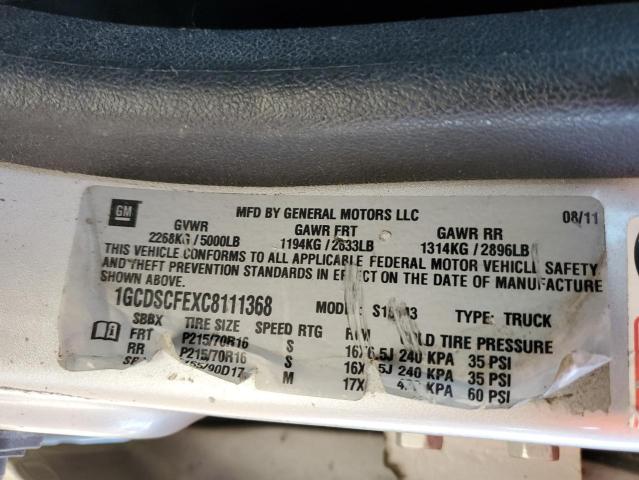 GM
MFD BY GENERAL MOTORS LLC 08/11
GVWR GAWR FRT GAWR RR
2268KG / 5000LB 1194KG / 2633LB 1314KG / 2896LB
THIS VEHICLE CONFORMS TO ALL APPLICABLE FEDERAL MOTOR VEHICLE SAFETY
AND THEFT PREVENTION STANDARDS IN EFFECT ON THE DATE OF MANUFACTURE
SHOWN ABOVE.
1GCDSCFEXC8111368 TYPE: TRUCK
SBBX TIRE SIZE SPEED RTG TIRE PRESSURE
FRT P215/70R16 S 240 KPA 35 PSI
RR P215/70R16 S 240 KPA 35 PSI
M KPA 60 PSI